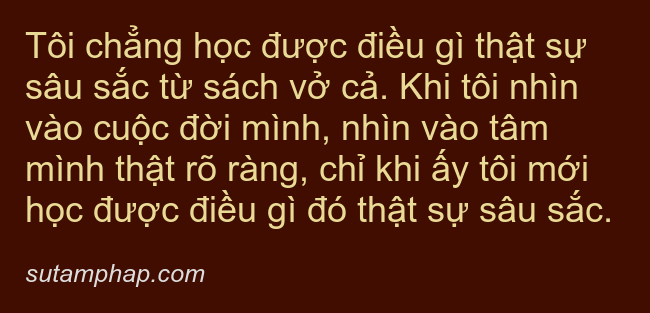 Tôi chẳng học được điều gì thật sự
sâu sắc từ sách vở cả. Khi tôi nhìn
vào cuộc đời mình, nhìn vào tâm
mình thật rõ ràng, chỉ khi ấy tôi mới
học được điều gì đó thật sự sâu sắc.
sutamphap.com